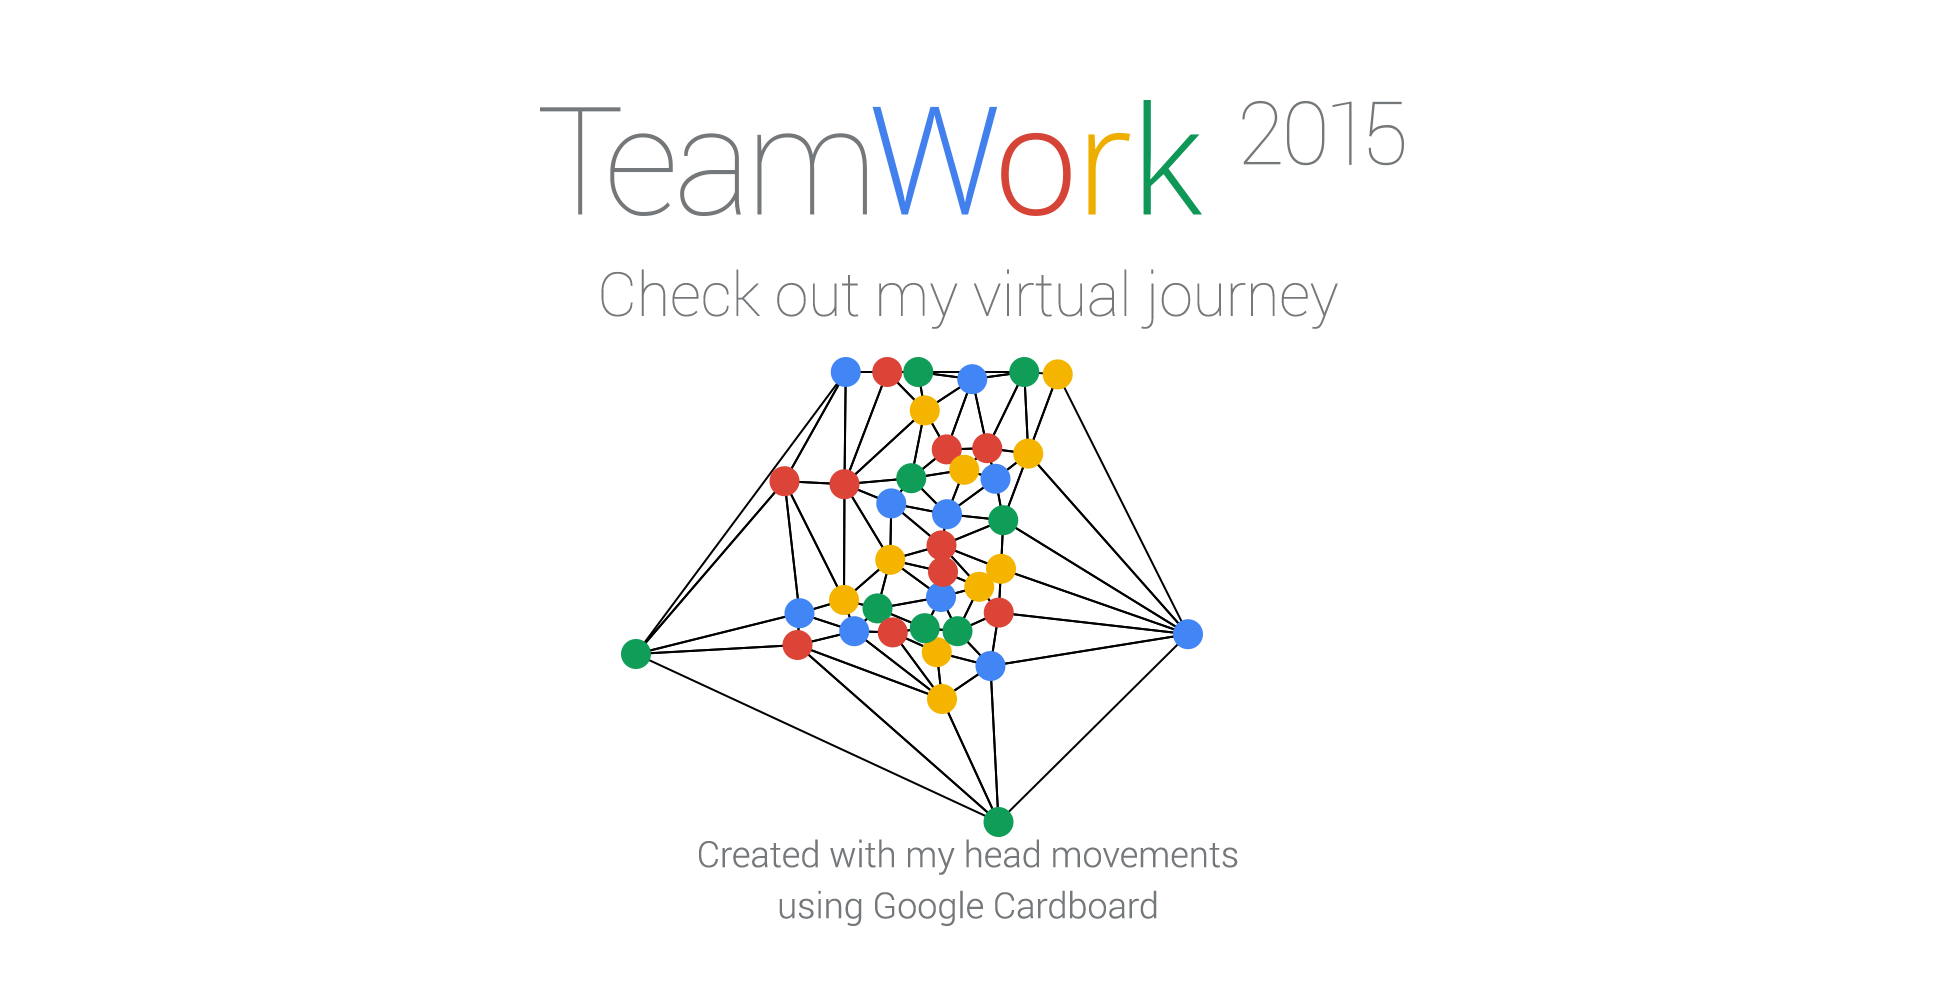 TeamWork 2015
Check out my virtual journey
Created with my head movements
using Google Cardboard